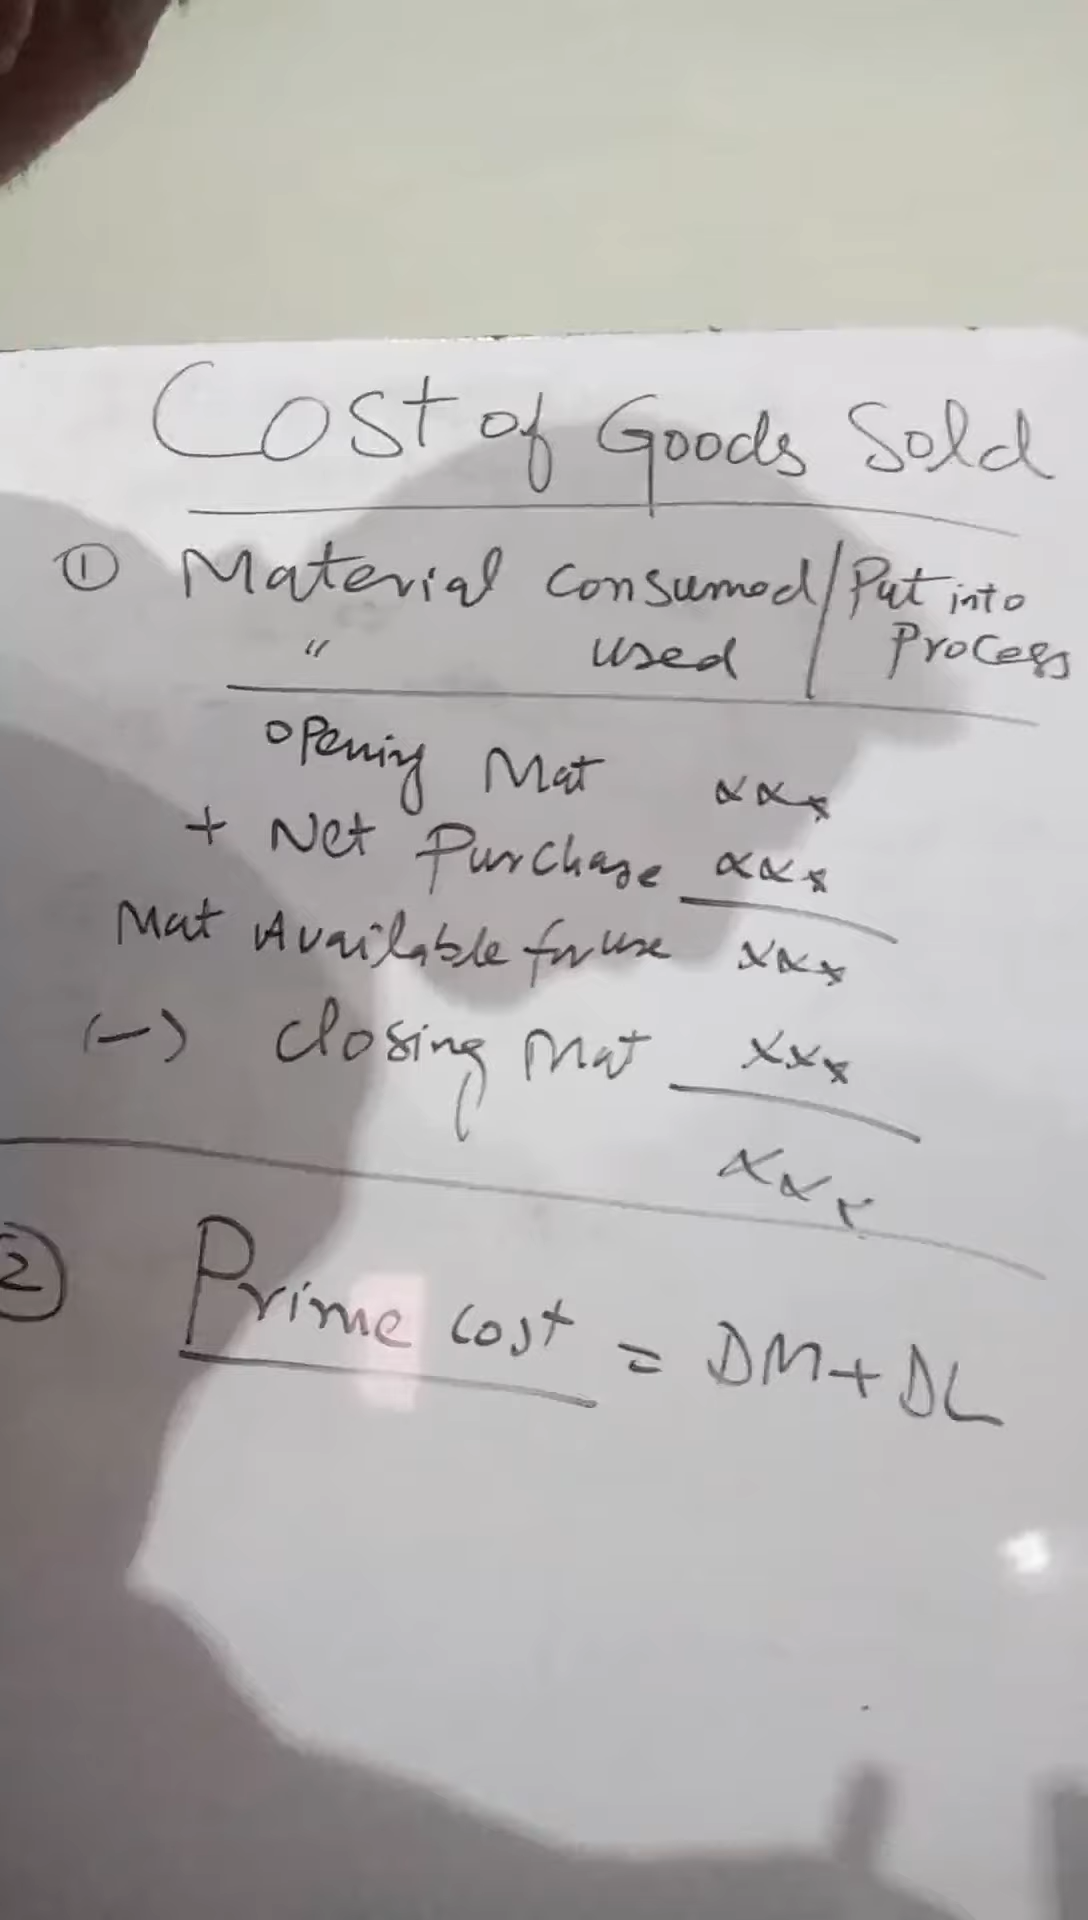 Cost of Goods Sold
① Material Consumed / Put into
" used / Process
Opening Mat xxx
+ Net Purchase xxx
Mat Available for use xxx
(-) Closing Mat xxx
xxx
② Prime Cost = DM + DL